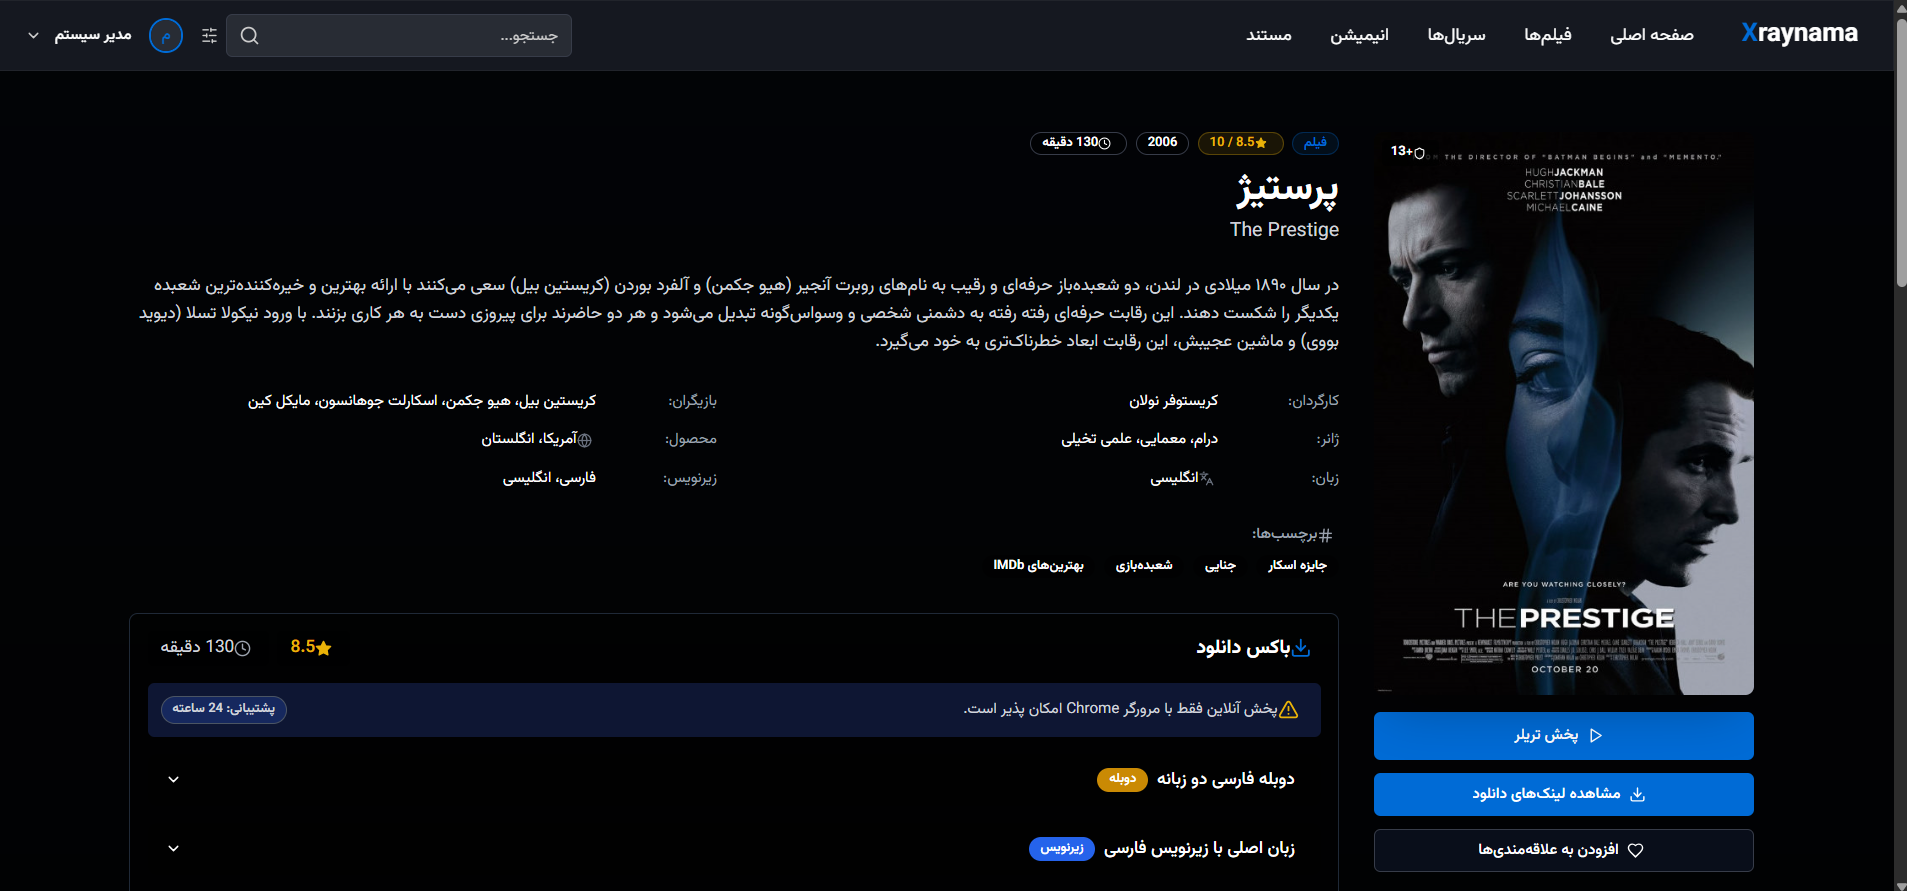 Xraynama
صفحه اصلی
فیلم‌ها
سریال‌ها
انیمیشن
مستند
جستجو...
م
مدیر سیستم
13+
FROM THE DIRECTOR OF "BATMAN BEGINS" and "MEMENTO."
HUGH JACKMAN
CHRISTIAN BALE
SCARLETT JOHANSSON
MICHAEL CAINE
ARE YOU WATCHING CLOSELY?
THE PRESTIGE
OCTOBER 20
پخش تریلر
مشاهده لینک‌های دانلود
افزودن به علاقه‌مندی‌ها
فیلم
8.5 / 10
2006
130 دقیقه
پرستیژ
The Prestige
در سال ۱۸۹۰ میلادی در لندن، دو شعبده‌باز حرفه‌ای و رقیب به نام‌های روبرت آنجیر (هیو جکمن) و آلفرد بوردن (کریستین بیل) سعی می‌کنند با ارائه بهترین و خیره‌کننده‌ترین شعبده
یکدیگر را شکست دهند. این رقابت حرفه‌ای رفته رفته به دشمنی شخصی و وسواس‌گونه تبدیل می‌شود و هر دو حاضرند برای پیروزی دست به هر کاری بزنند. با ورود نیکولا تسلا (دیوید
بووی) و ماشین عجیبش، این رقابت ابعاد خطرناک‌تری به خود می‌گیرد.
کارگردان: کریستوفر نولان
بازیگران: کریستین بیل، هیو جکمن، اسکارلت جوهانسون، مایکل کین
ژانر: درام، معمایی، علمی تخیلی
محصول: آمریکا، انگلستان
زبان: انگلیسی
زیرنویس: فارسی، انگلیسی
برچسب‌ها:
جایزه اسکار جنایی شعبده‌بازی بهترین‌های IMDb
باکس دانلود
8.5
130 دقیقه
پخش آنلاین فقط با مرورگر Chrome امکان پذیر است.
پشتیبانی: 24 ساعته
دوبله فارسی دو زبانه دوبله
زبان اصلی با زیرنویس فارسی زیرنویس